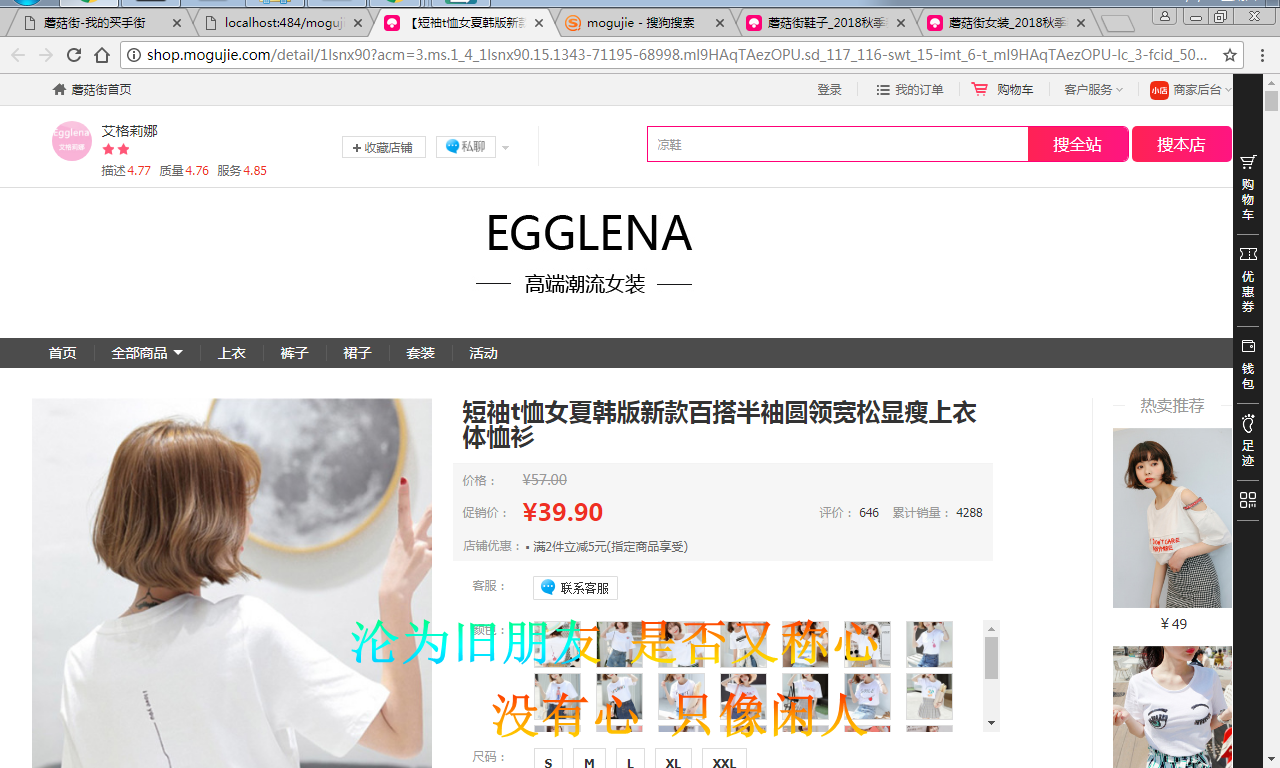 蘑菇街-我的买手街
localhost:484/moguji
【短袖t恤女夏韩版新款
mogujie - 搜狗搜索
蘑菇街鞋子_2018秋季
蘑菇街女装_2018秋季
shop.mogujie.com/detail/1lsnx90?acm=3.ms.1_4_1lsnx90.15.1343-71195-68998.ml9HAqTAezOPU.sd_117_116-swt_15-imt_6-t_ml9HAqTAezOPU-lc_3-fcid_50...
蘑菇街首页
登录
我的订单
购物车
客户服务
小店 商家后台
Egglena
艾格莉娜
艾格莉娜
描述4.77 质量4.76 服务4.85
+收藏店铺
私聊
凉鞋
搜全站
搜本店
EGGLENA
高端潮流女装
首页
全部商品
上衣
裤子
裙子
套装
活动
短袖t恤女夏韩版新款百搭半袖圆领宽松显瘦上衣
体恤衫
价格：
¥57.00
促销价：
¥39.90
评价： 646 累计销量： 4288
店铺优惠：
满2件立减5元(指定商品享受)
客服：
联系客服
颜色：
沦为旧朋友 是否又称心
没有心 只像闲人
尺码：
S
M
L
XL
XXL
热卖推荐
¥ 49
购物车
优惠券
钱包
足迹